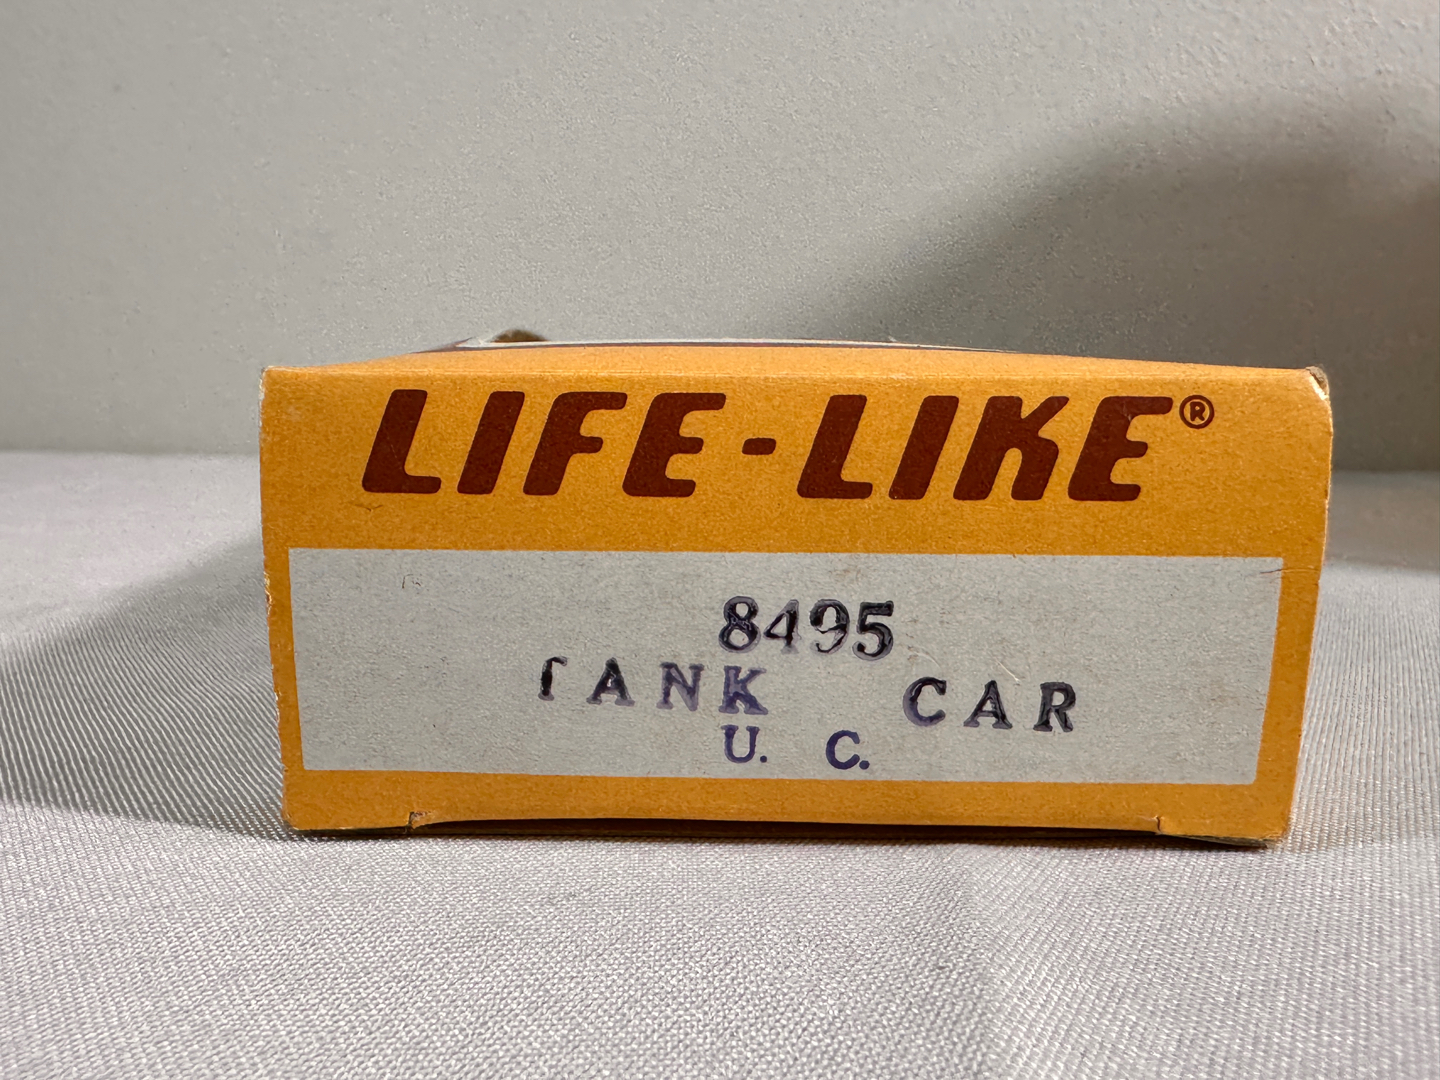 LIFE-LIKE®
8495
TANK CAR
U. C.